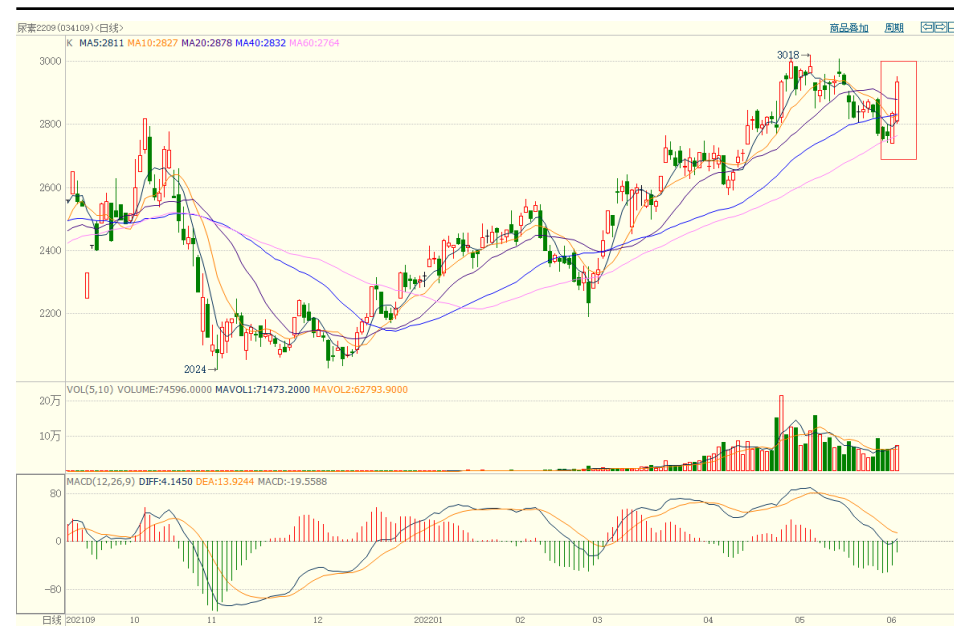 尿素2209(034109)<日线> 商品叠加 周期
K MA5:2811 MA10:2827 MA20:2878 MA40:2832 MA60:2764
3018→
3000
2800
2600
2400
2200
2024→
VOL(5,10) VOLUME:74596.0000 MAVOL1:71473.2000 MAVOL2:62793.9000
20万
10万
MACD(12,26,9) DIFF:4.1450 DEA:13.9244 MACD:-19.5588
80
0
-80
日线 202109 10 11 12 202201 02 03 04 05 06